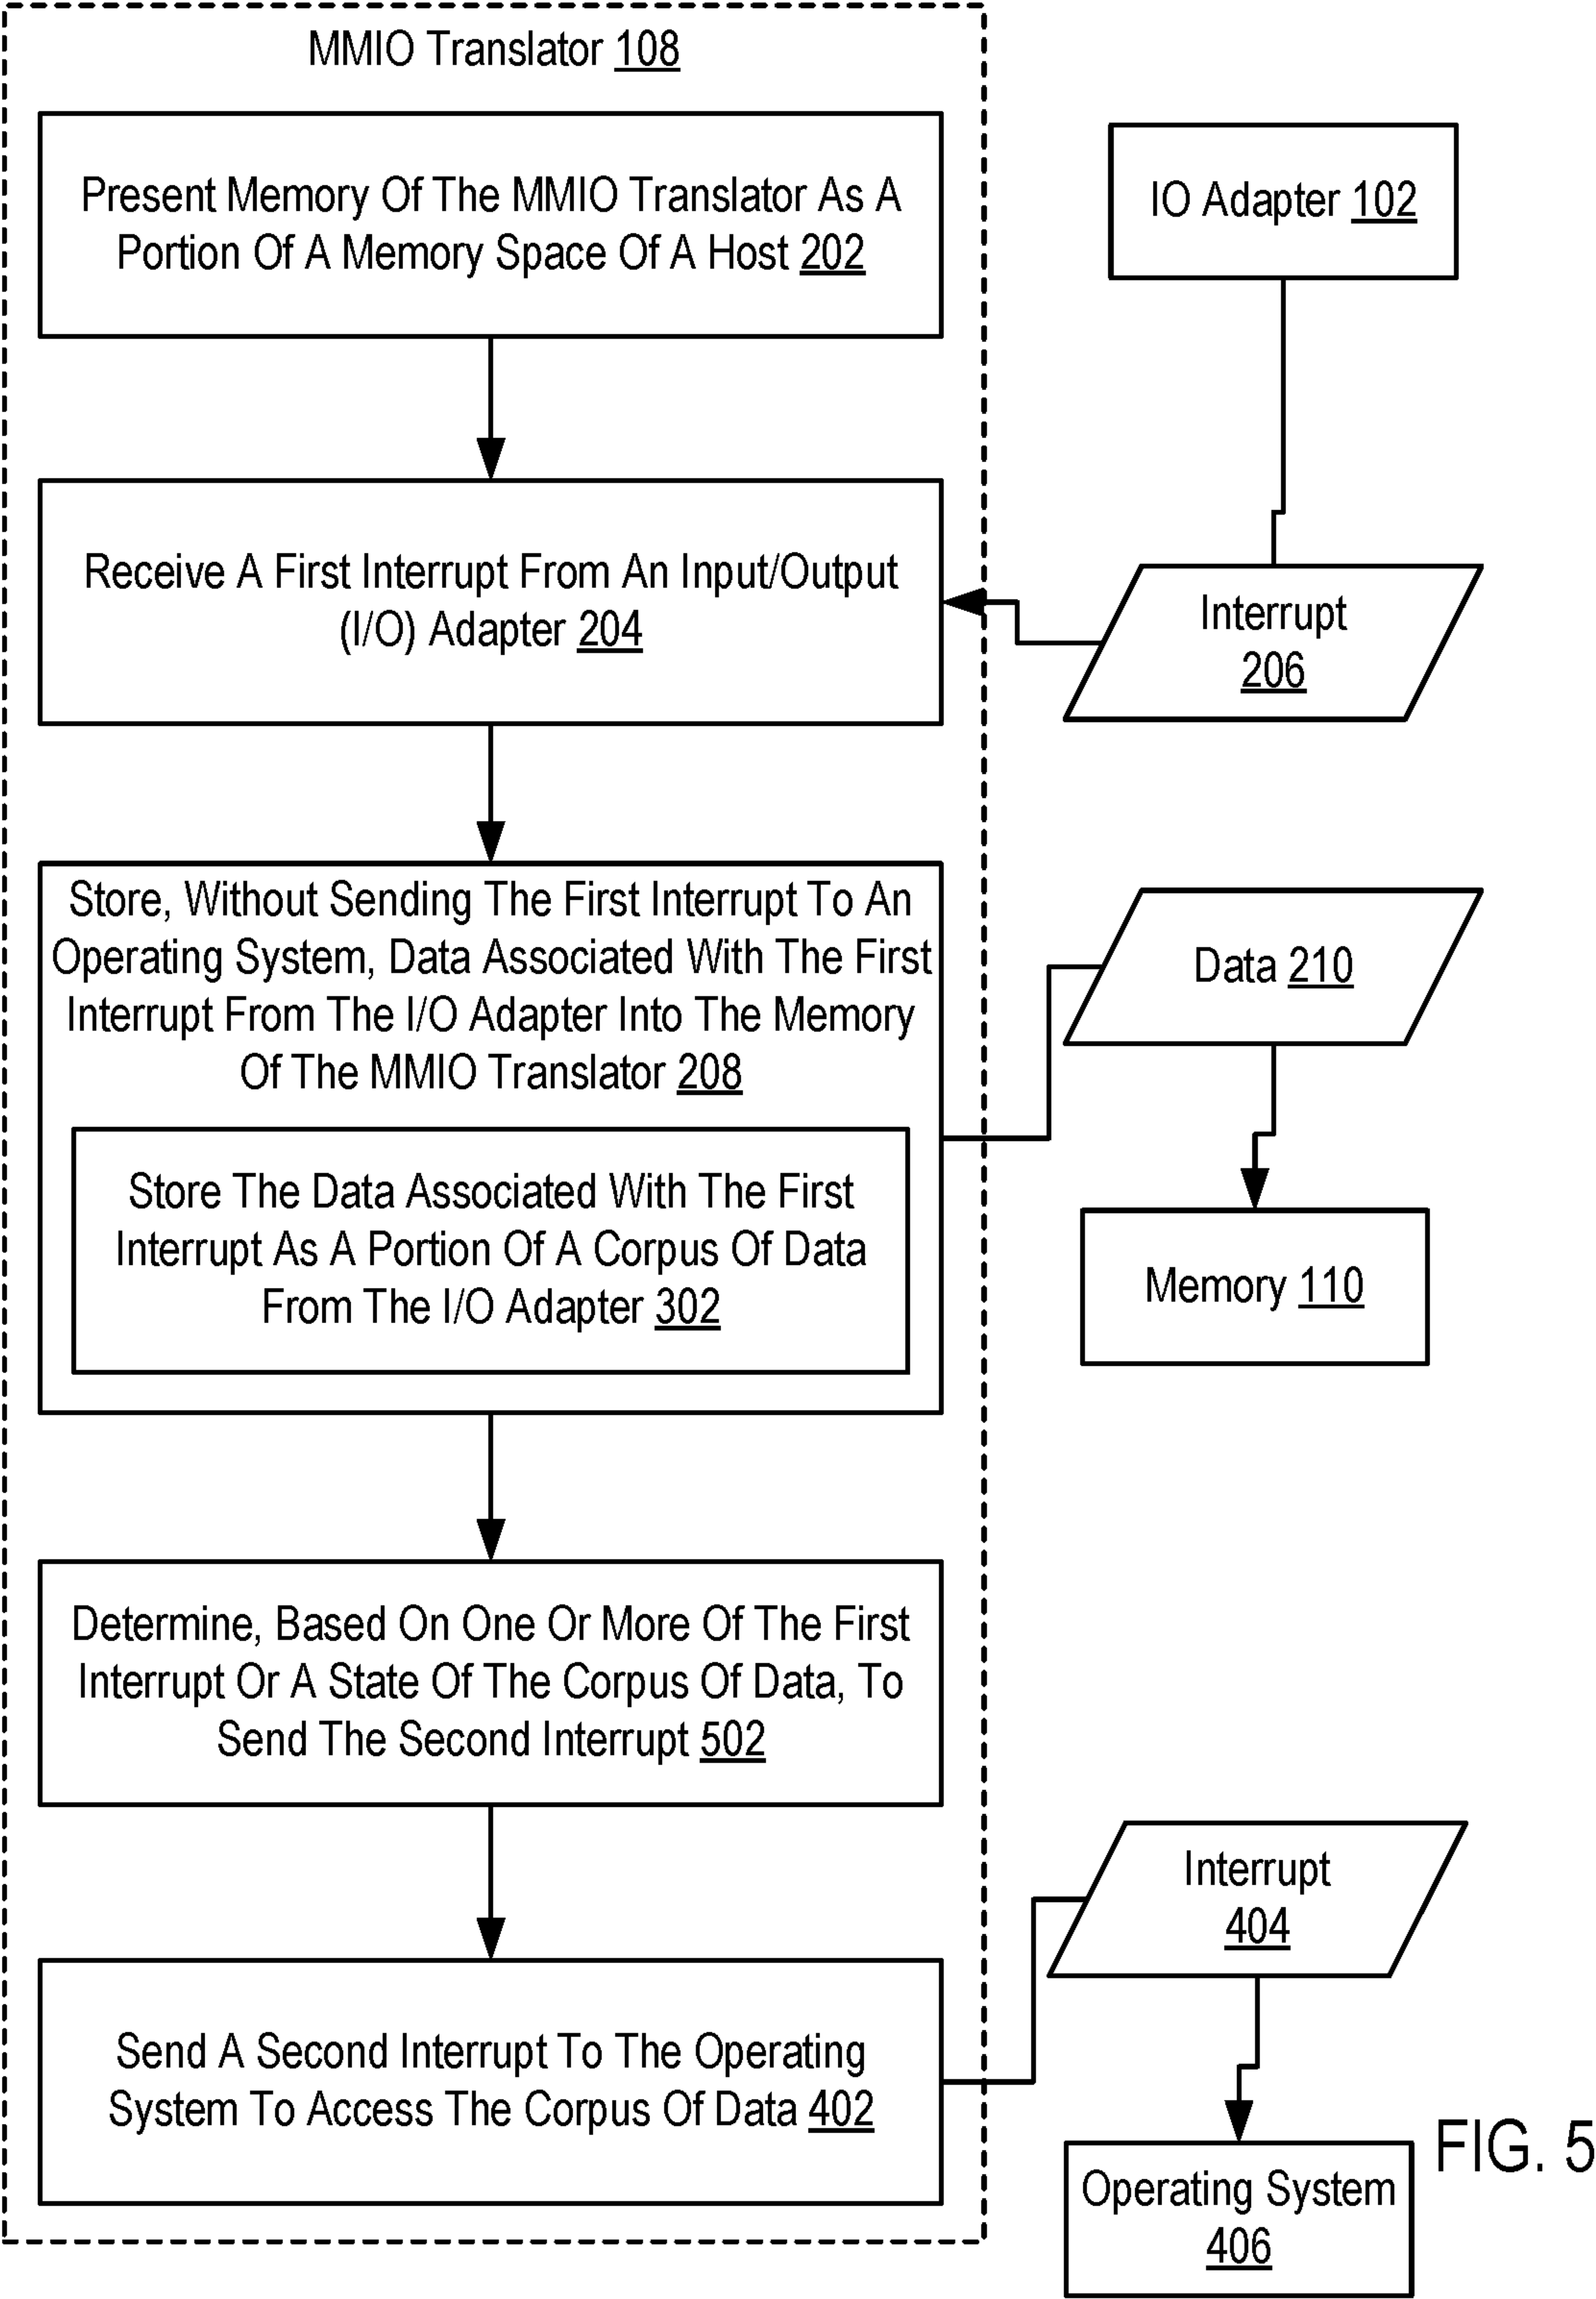 MMIO Translator 108
Present Memory Of The MMIO Translator As A
Portion Of A Memory Space Of A Host 202
IO Adapter 102
Receive A First Interrupt From An Input/Output
(I/O) Adapter 204
Interrupt
206
Store, Without Sending The First Interrupt To An
Operating System, Data Associated With The First
Interrupt From The I/O Adapter Into The Memory
Of The MMIO Translator 208
Data 210
Store The Data Associated With The First
Interrupt As A Portion Of A Corpus Of Data
From The I/O Adapter 302
Memory 110
Determine, Based On One Or More Of The First
Interrupt Or A State Of The Corpus Of Data, To
Send The Second Interrupt 502
Interrupt
404
Send A Second Interrupt To The Operating
System To Access The Corpus Of Data 402
Operating System
406
FIG. 5